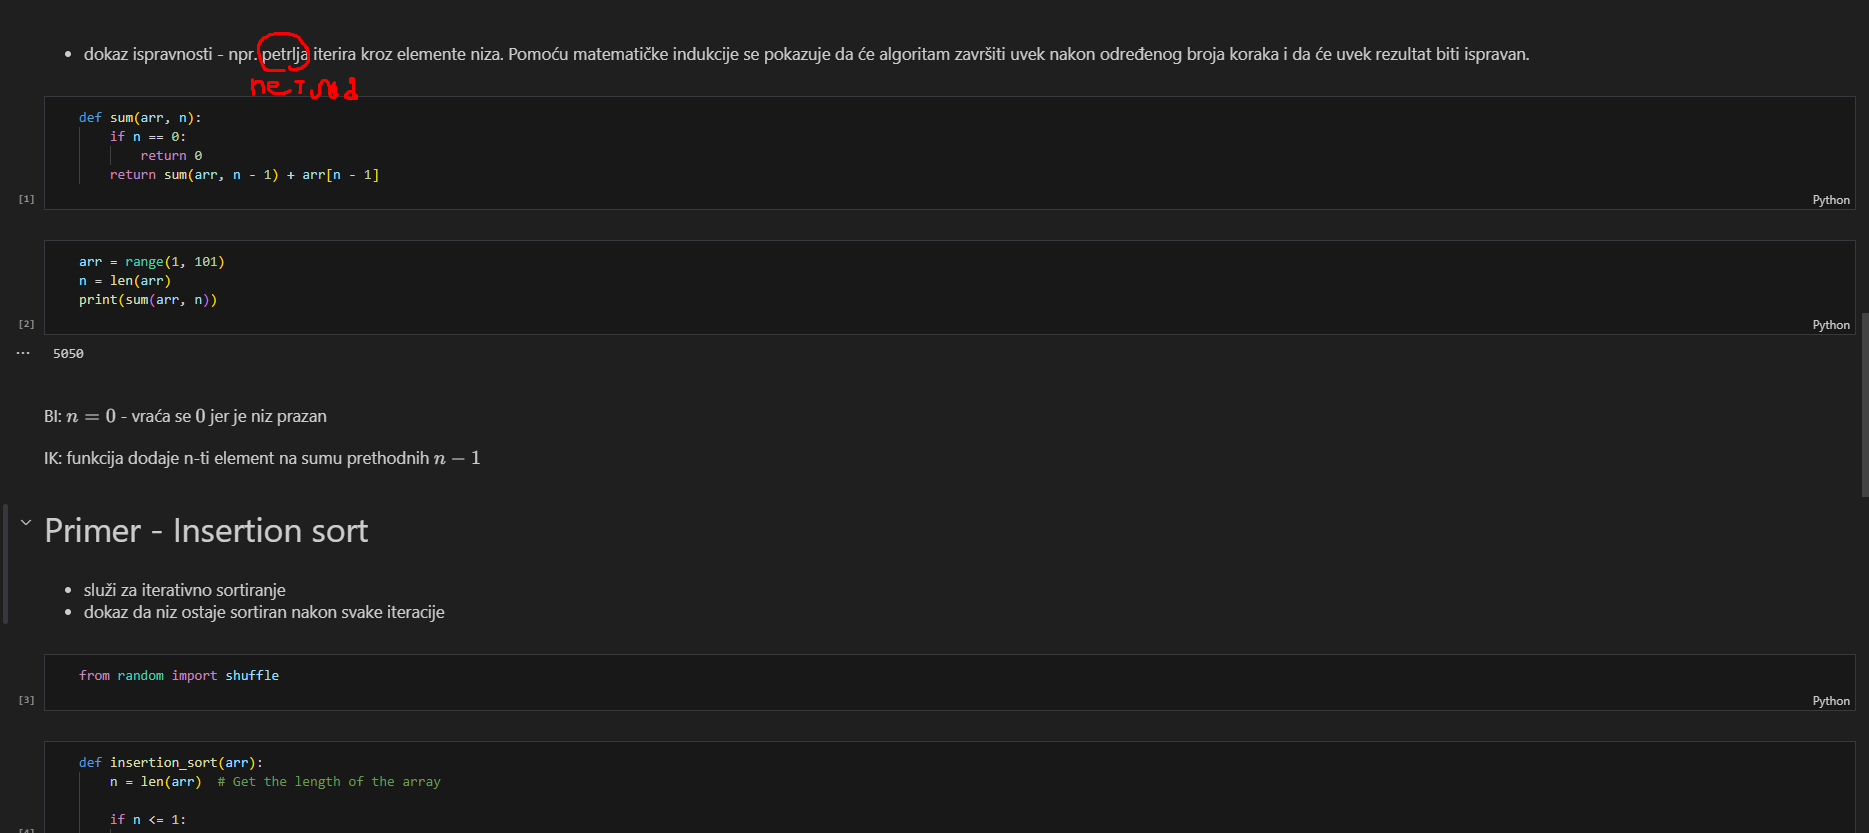 dokaz ispravnosti - npr. petrlja iterira kroz elemente niza. Pomoću matematičke indukcije se pokazuje da će algoritam završiti uvek nakon određenog broja koraka i da će uvek rezultat biti ispravan.
def sum(arr, n):
    if n == 0:
        return 0
    return sum(arr, n - 1) + arr[n - 1]
[1]
Python
arr = range(1, 101)
n = len(arr)
print(sum(arr, n))
[2]
Python
5050
BI: n = 0 - vraća se 0 jer je niz prazan
IK: funkcija dodaje n-ti element na sumu prethodnih n − 1
Primer - Insertion sort
služi za iterativno sortiranje
dokaz da niz ostaje sortiran nakon svake iteracije
from random import shuffle
[3]
Python
def insertion_sort(arr):
    n = len(arr)  # Get the length of the array
    if n <= 1: